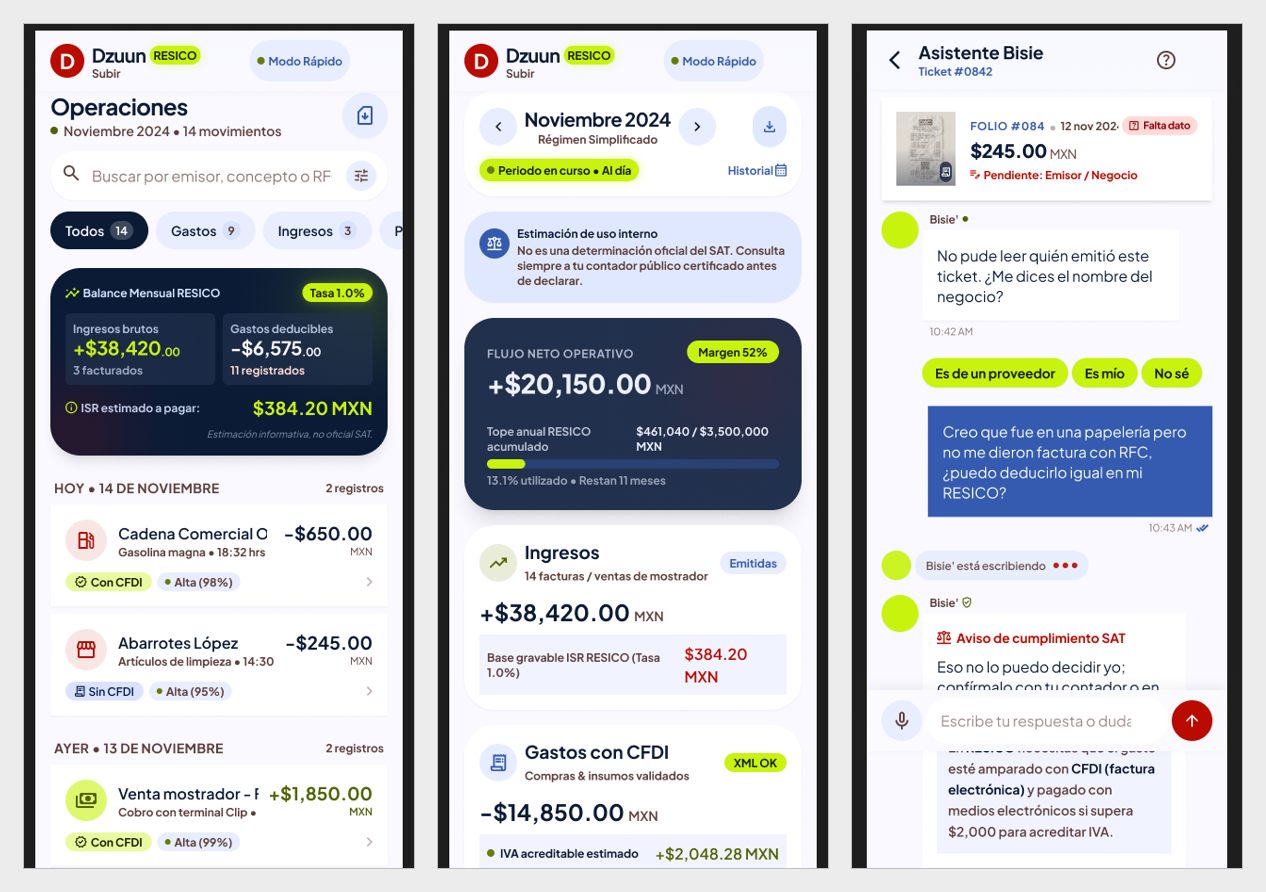 D
Dzuun RESICO
Subir
Modo Rápido
Operaciones
Noviembre 2024 • 14 movimientos
Buscar por emisor, concepto o RF
Todos 14
Gastos 9
Ingresos 3
P
Balance Mensual RESICO
Tasa 1.0%
Ingresos brutos
+$38,420.00
3 facturados
Gastos deducibles
-$6,575.00
11 registrados
ISR estimado a pagar:
$384.20 MXN
Estimación informativa, no oficial SAT.
HOY • 14 DE NOVIEMBRE
2 registros
Cadena Comercial O
-$650.00
Gasolina magna • 18:32 hrs
MXN
Con CFDI
Alta (98%)
Abarrotes López
-$245.00
Artículos de limpieza • 14:30
MXN
Sin CFDI
Alta (95%)
AYER • 13 DE NOVIEMBRE
2 registros
Venta mostrador -
+$1,850.00
Cobro con terminal Clip •
MXN
Con CFDI
Alta (99%)
D
Dzuun RESICO
Subir
Modo Rápido
Noviembre 2024
Régimen Simplificado
Periodo en curso • Al día
Historial
Estimación de uso interno
No es una determinación oficial del SAT. Consulta
siempre a tu contador público certificado antes
de declarar.
FLUJO NETO OPERATIVO
Margen 52%
+$20,150.00 MXN
Tope anual RESICO
acumulado
$461,040 / $3,500,000
MXN
13.1% utilizado • Restan 11 meses
Ingresos
14 facturas / ventas de mostrador
Emitidas
+$38,420.00 MXN
Base gravable ISR RESICO (Tasa
1.0%)
$384.20
MXN
Gastos con CFDI
Compras & insumos validados
XML OK
-$14,850.00 MXN
IVA acreditable estimado
+$2,048.28 MXN
Asistente Bisie
Ticket #0842
FOLIO #084 • 12 nov 202
Falta dato
$245.00 MXN
Pendiente: Emisor / Negocio
Bisie'
No pude leer quién emitió este
ticket. ¿Me dices el nombre del
negocio?
10:42 AM
Es de un proveedor
Es mío
No sé
Creo que fue en una papelería pero
no me dieron factura con RFC,
¿puedo deducirlo igual en mi
RESICO?
10:43 AM
Bisie' está escribiendo
Bisie'
Aviso de cumplimiento SAT
Eso no lo puedo decidir yo;
confírmalo con tu contador o en
Escribe tu respuesta o duda
esté amparado con CFDI (factura
electrónica) y pagado con
medios electrónicos si supera
$2,000 para acreditar IVA.